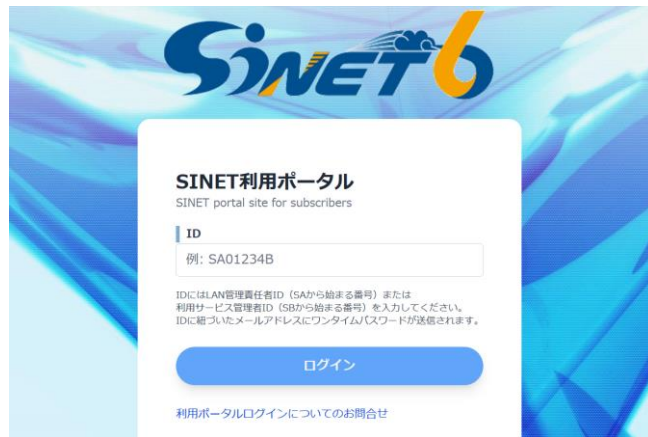 SINET6
SINET利用ポータル
SINET portal site for subscribers
ID
例: SA01234B
IDにはLAN管理責任者ID（SAから始まる番号）または
利用サービス管理者ID（SBから始まる番号）を入力してください。
IDに紐づいたメールアドレスにワンタイムパスワードが送信されます。
ログイン
利用ポータルログインについてのお問合せ